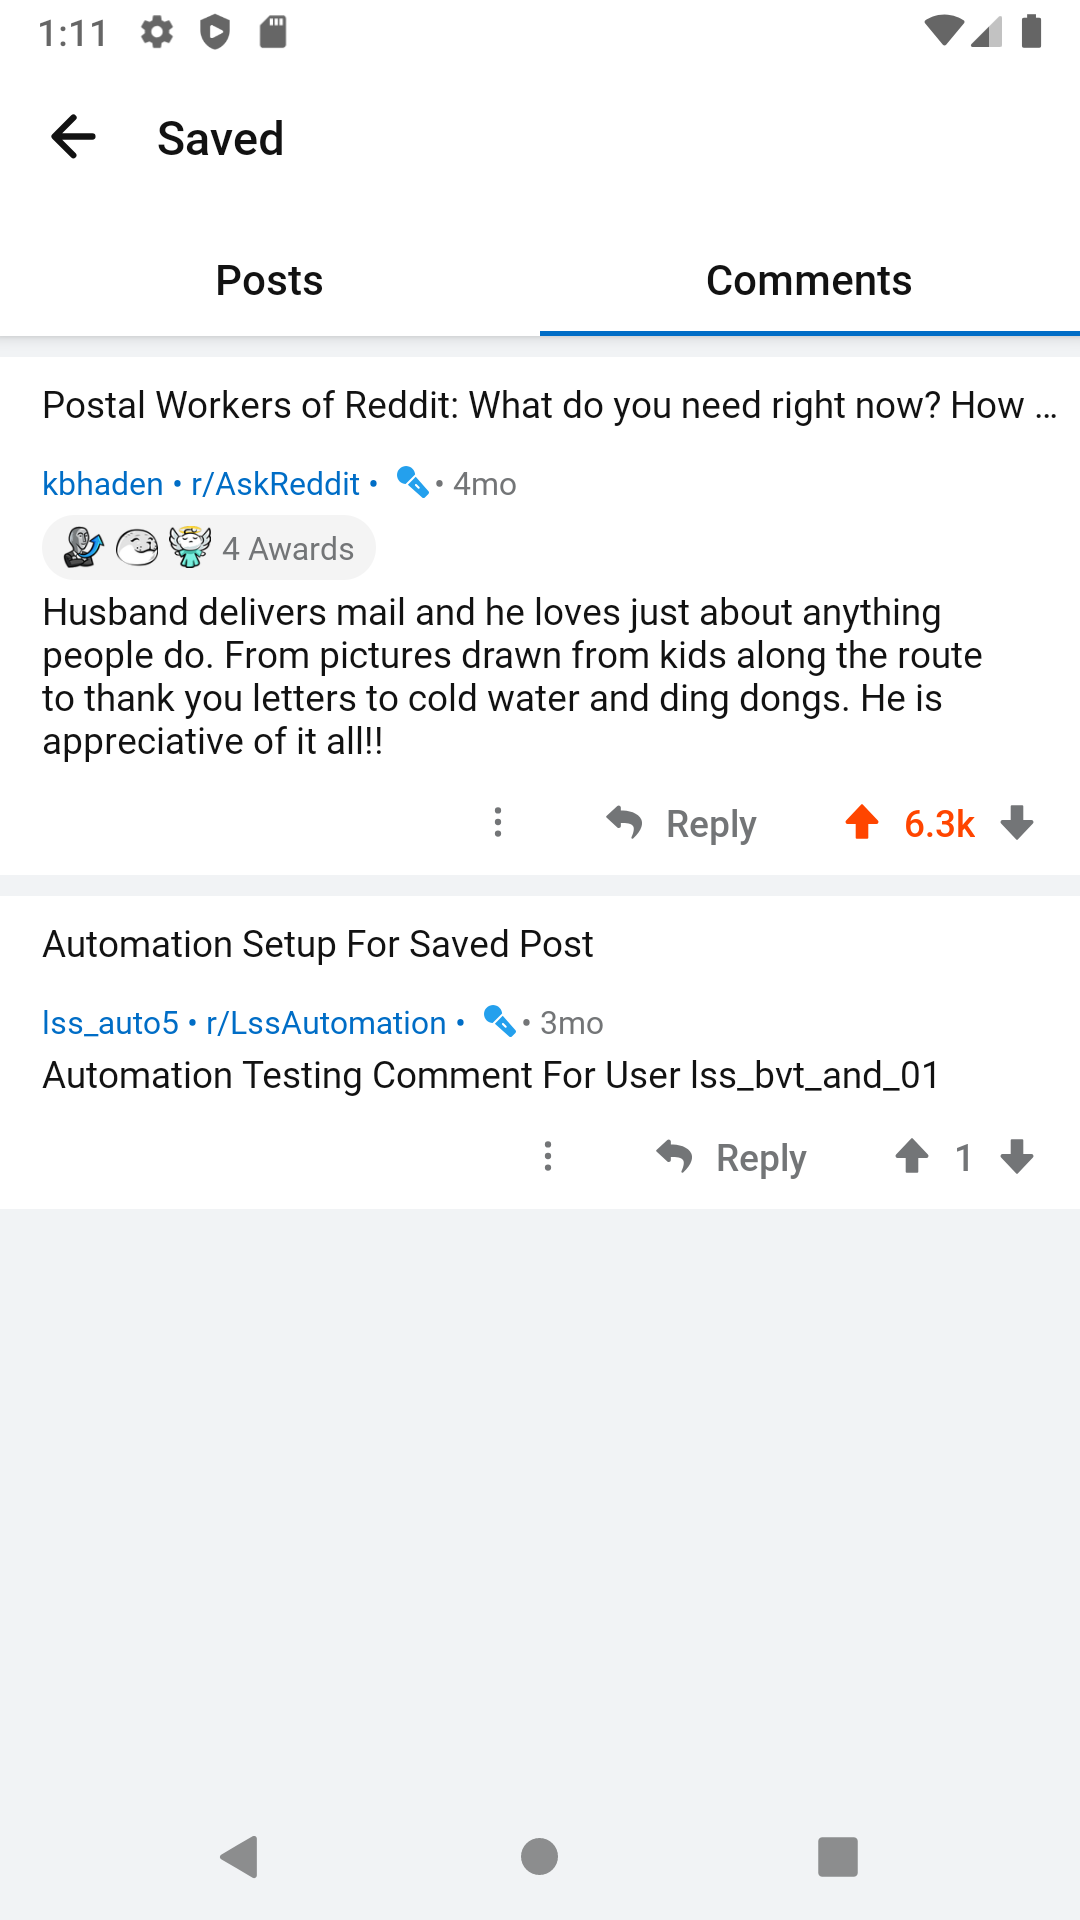 1:11
Saved
Posts
Comments
Postal Workers of Reddit: What do you need right now? How ...
kbhaden • r/AskReddit • • 4mo
4 Awards
Husband delivers mail and he loves just about anything
people do. From pictures drawn from kids along the route
to thank you letters to cold water and ding dongs. He is
appreciative of it all!!
Reply 6.3k
Automation Setup For Saved Post
lss_auto5 • r/LssAutomation • • 3mo
Automation Testing Comment For User lss_bvt_and_01
Reply 1